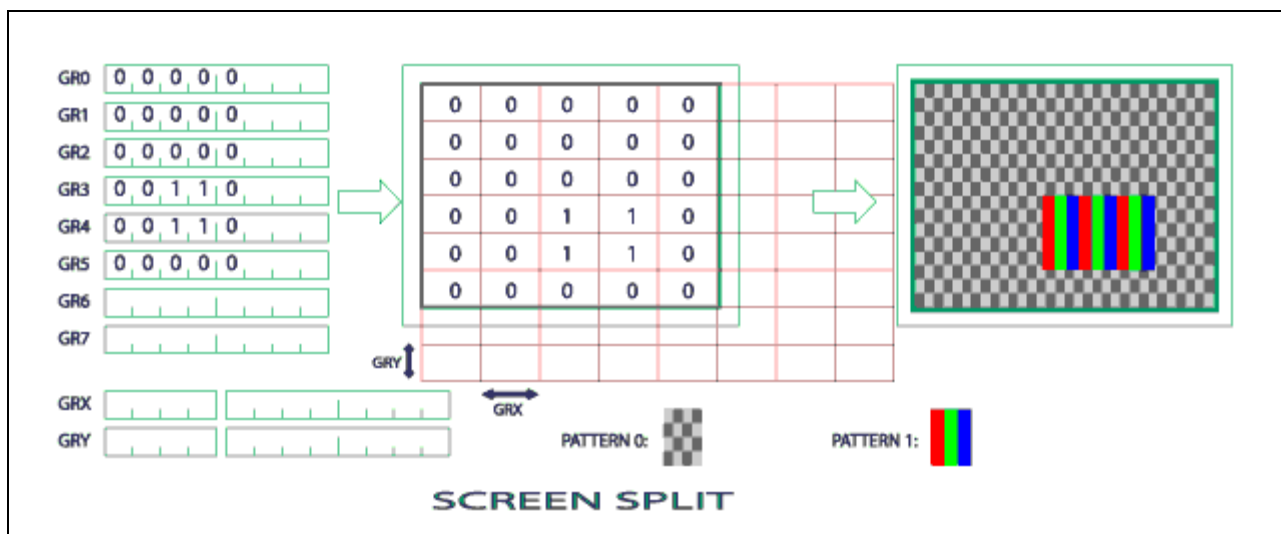 GR0 0 0 0 0 0
GR1 0 0 0 0 0
GR2 0 0 0 0 0
GR3 0 0 1 1 0
GR4 0 0 1 1 0
GR5 0 0 0 0 0
GR6
GR7
GRX
GRY
0 0 0 0 0
0 0 0 0 0
0 0 0 0 0
0 0 1 1 0
0 0 1 1 0
0 0 0 0 0
GRY
GRX
PATTERN 0:
PATTERN 1:
SCREEN SPLIT